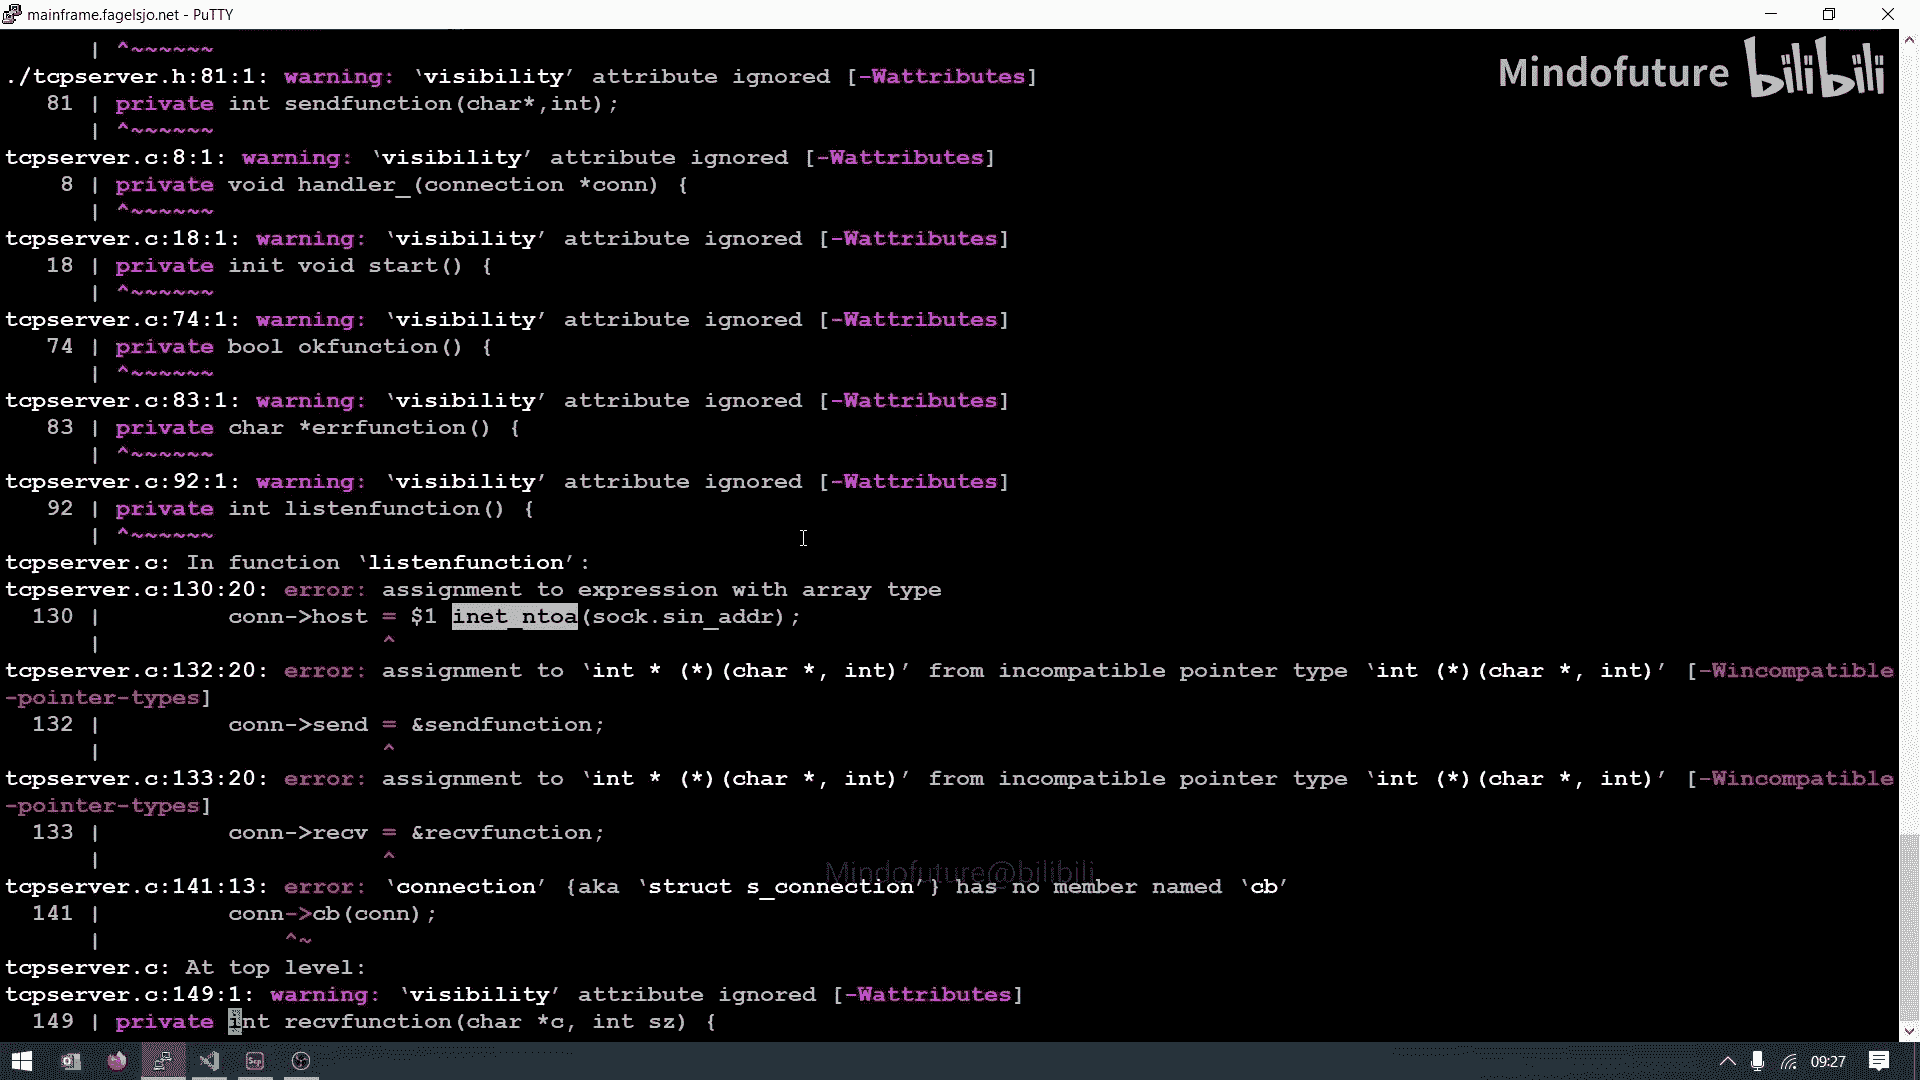 mainframe.fagelsjo.net - PuTTY
| ^~~~~~~
./tcpserver.h:81:1: warning: ‘visibility’ attribute ignored [-Wattributes]
81 | private int sendfunction(char*,int);
| ^~~~~~~
tcpserver.c:8:1: warning: ‘visibility’ attribute ignored [-Wattributes]
8 | private void handler_(connection *conn) {
| ^~~~~~~
tcpserver.c:18:1: warning: ‘visibility’ attribute ignored [-Wattributes]
18 | private init void start() {
| ^~~~~~~
tcpserver.c:74:1: warning: ‘visibility’ attribute ignored [-Wattributes]
74 | private bool okfunction() {
| ^~~~~~~
tcpserver.c:83:1: warning: ‘visibility’ attribute ignored [-Wattributes]
83 | private char *errfunction() {
| ^~~~~~~
tcpserver.c:92:1: warning: ‘visibility’ attribute ignored [-Wattributes]
92 | private int listenfunction() {
| ^~~~~~~
tcpserver.c: In function ‘listenfunction’:
tcpserver.c:130:20: error: assignment to expression with array type
130 | conn->host = $1 inet_ntoa(sock.sin_addr);
| ^
tcpserver.c:132:20: error: assignment to ‘int * (*)(char *, int)’ from incompatible pointer type ‘int (*)(char *, int)’ [-Wincompatible
-pointer-types]
132 | conn->send = &sendfunction;
| ^
tcpserver.c:133:20: error: assignment to ‘int * (*)(char *, int)’ from incompatible pointer type ‘int (*)(char *, int)’ [-Wincompatible
-pointer-types]
133 | conn->recv = &recvfunction;
| ^
tcpserver.c:141:13: error: ‘connection’ {aka ‘struct s_connection’} has no member named ‘cb’
141 | conn->cb(conn);
| ^~
tcpserver.c: At top level:
tcpserver.c:149:1: warning: ‘visibility’ attribute ignored [-Wattributes]
149 | private int recvfunction(char *c, int sz) {
Mindofuture bilibili
Mindofuture@bilibili
09:27